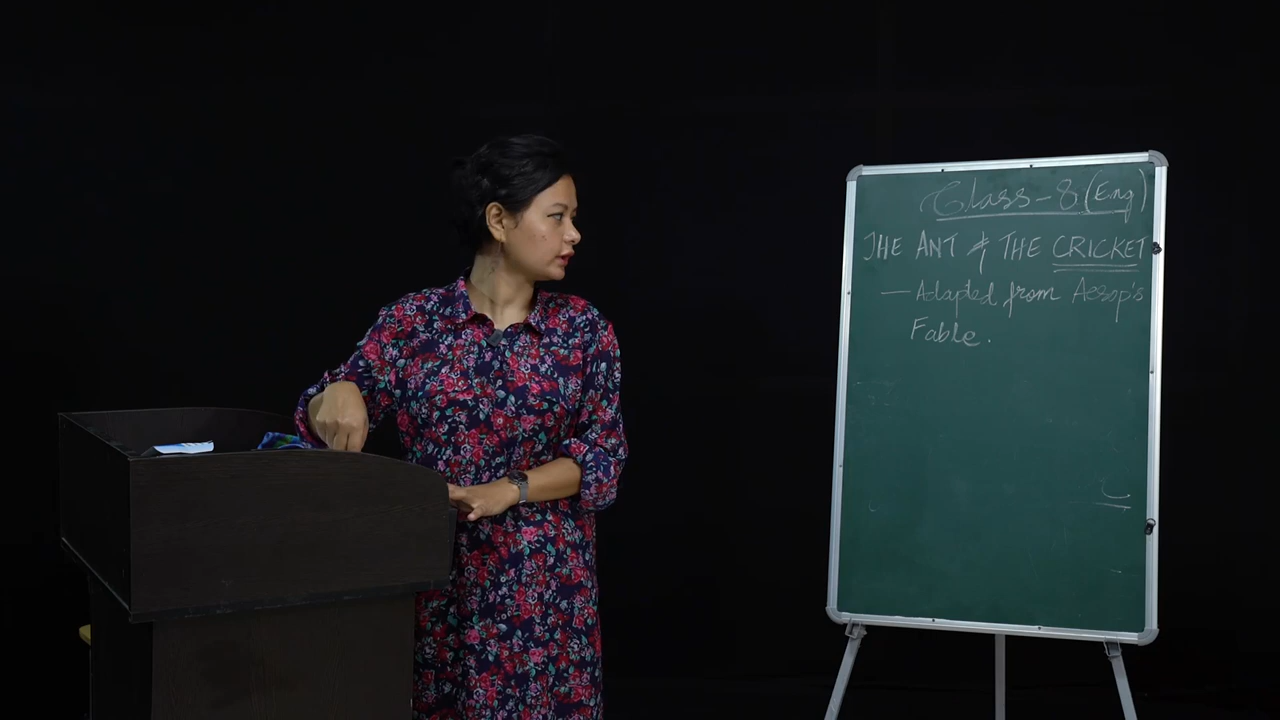 Class-8 (Eng)
THE ANT & THE CRICKET
— Adapted from Aesop's
Fable.